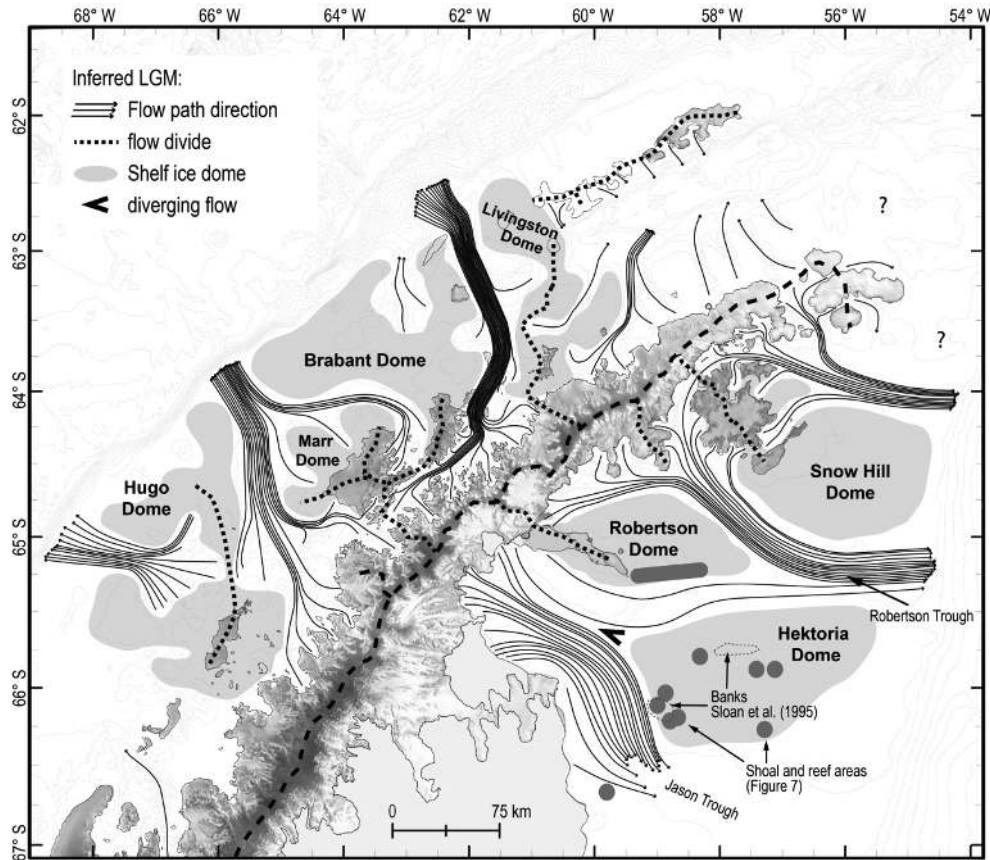 68° W 66° W 64° W 62° W 60° W 58° W 56° W 54° W
Inferred LGM:
Flow path direction
flow divide
Shelf ice dome
diverging flow
62° S
63° S
64° S
65° S
66° S
67° S
Livingston
Dome
?
?
Brabant Dome
Marr
Dome
Hugo
Dome
Snow Hill
Dome
Robertson
Dome
Robertson Trough
Hektoria
Dome
Banks
Sloan et al. (1995)
Shoal and reef areas
(Figure 7)
Jason Trough
0 75 km